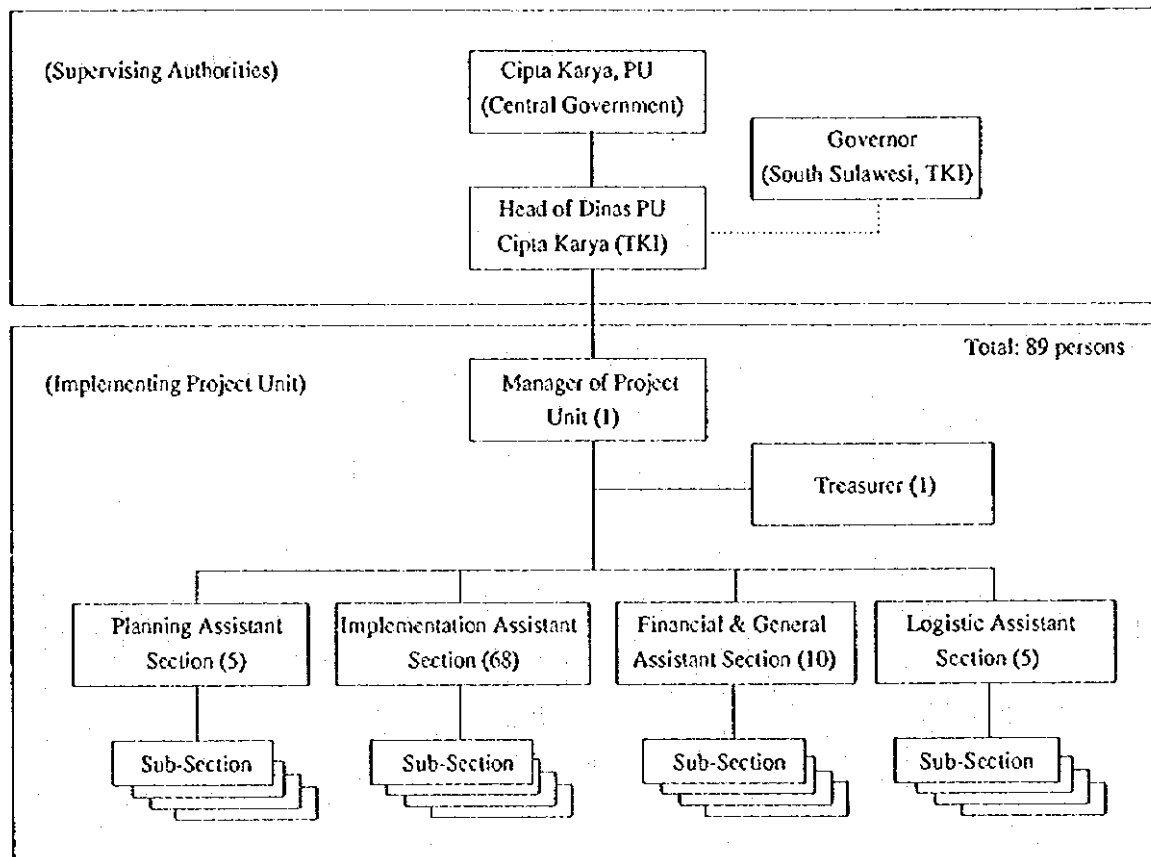 (Supervising Authorities)
Cipta Karya, PU
(Central Government)
Governor
(South Sulawesi, TKI)
Head of Dinas PU
Cipta Karya (TKI)
Total: 89 persons
(Implementing Project Unit)
Manager of Project
Unit (1)
Treasurer (1)
Planning Assistant
Section (5)
Implementation Assistant
Section (68)
Financial & General
Assistant Section (10)
Logistic Assistant
Section (5)
Sub-Section
Sub-Section
Sub-Section
Sub-Section